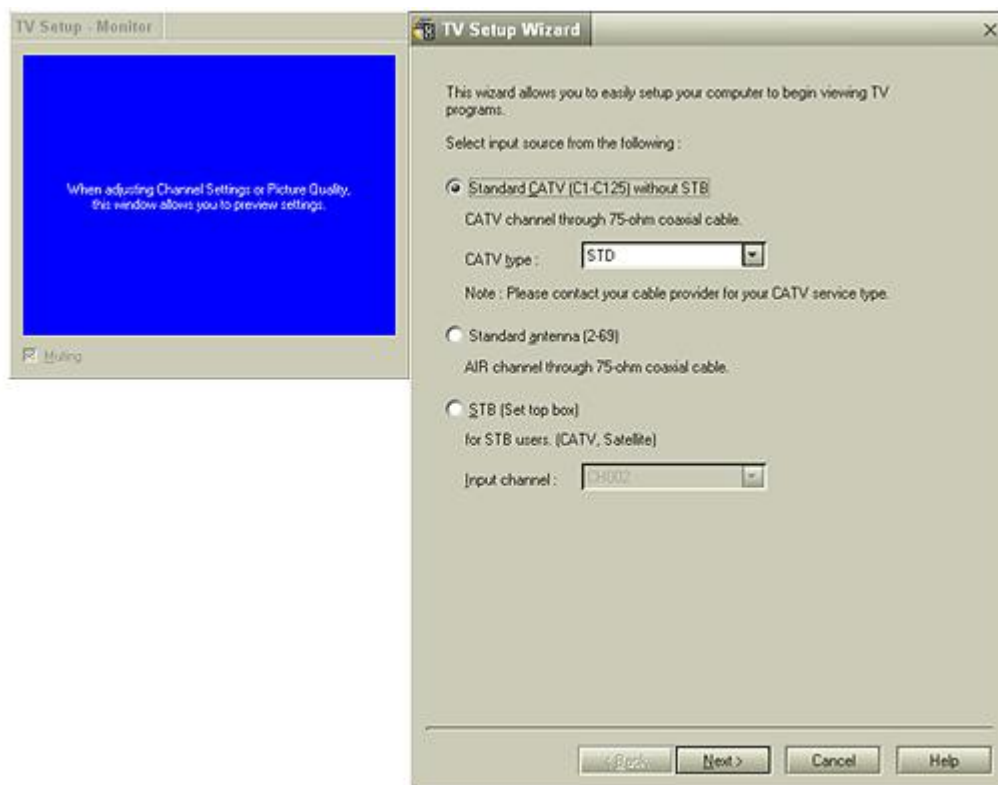 TV Setup - Monitor
When adjusting Channel Settings or Picture Quality,
this window allows you to preview settings.
Muting
TV Setup Wizard
This wizard allows you to easily setup your computer to begin viewing TV
programs.
Select input source from the following :
Standard CATV (C1-C125) without STB
CATV channel through 75-ohm coaxial cable.
CATV type : STD
Note : Please contact your cable provider for your CATV service type.
Standard antenna (2-69)
AIR channel through 75-ohm coaxial cable.
STB (Set top box)
for STB users. (CATV, Satellite)
Input channel : CH002
< Back Next > Cancel Help